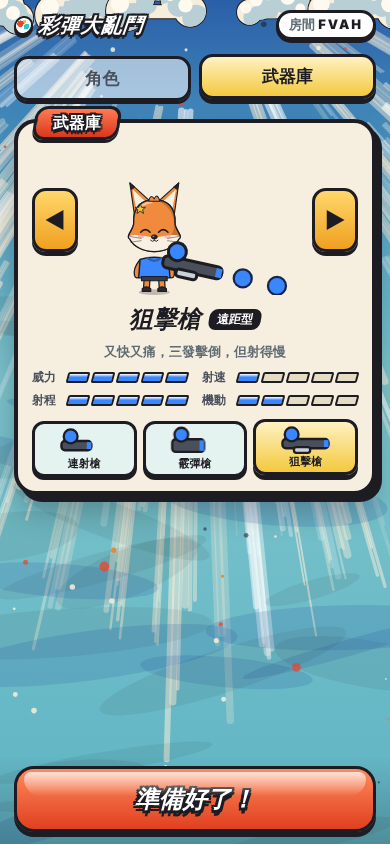 彩彈大亂鬥
房間 FVAH
角色
武器庫
武器庫
狙擊槍 遠距型
又快又痛，三發擊倒，但射得慢
威力 射速
射程 機動
連射槍 霰彈槍 狙擊槍
準備好了！